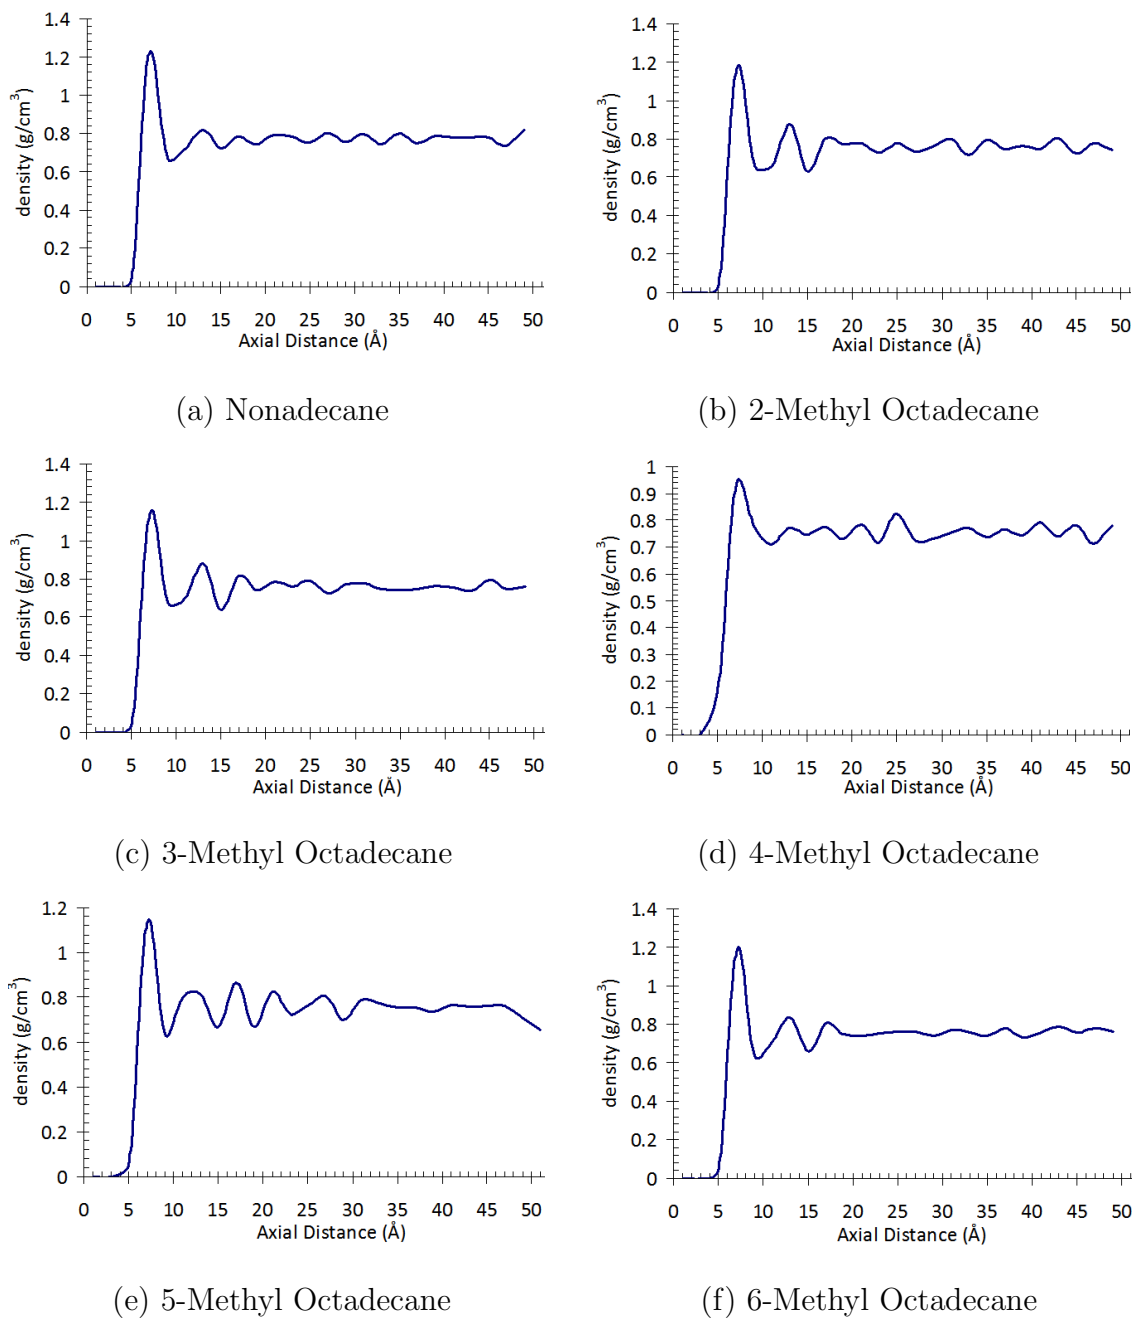 1.4
1.2
1
0.8
0.6
0.4
0.2
0
density (g/cm³)
0 5 10 15 20 25 30 35 40 45 50
Axial Distance (Å)
(a) Nonadecane
1.4
1.2
1
0.8
0.6
0.4
0.2
0
density (g/cm³)
0 5 10 15 20 25 30 35 40 45 50
Axial Distance (Å)
(b) 2-Methyl Octadecane
1.4
1.2
1
0.8
0.6
0.4
0.2
0
density (g/cm³)
0 5 10 15 20 25 30 35 40 45 50
Axial Distance (Å)
(c) 3-Methyl Octadecane
1
0.9
0.8
0.7
0.6
0.5
0.4
0.3
0.2
0.1
0
density (g/cm³)
0 5 10 15 20 25 30 35 40 45 50
Axial Distance (Å)
(d) 4-Methyl Octadecane
1.2
1
0.8
0.6
0.4
0.2
0
density (g/cm³)
0 5 10 15 20 25 30 35 40 45 50
Axial Distance (Å)
(e) 5-Methyl Octadecane
1.4
1.2
1
0.8
0.6
0.4
0.2
0
density (g/cm³)
0 5 10 15 20 25 30 35 40 45 50
Axial Distance (Å)
(f) 6-Methyl Octadecane